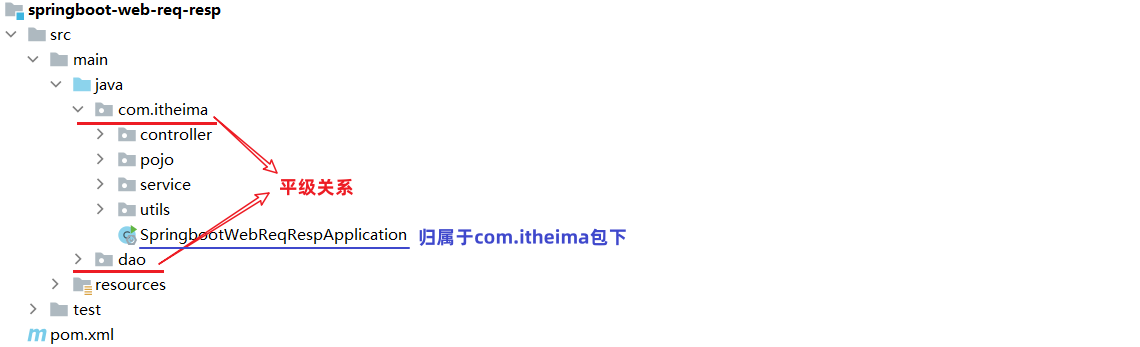 springboot-web-req-resp
src
main
java
com.itheima
controller
pojo
平级关系
service
utils
SpringbootWebReqRespApplication 归属于com.itheima包下
dao
resources
test
pom.xml